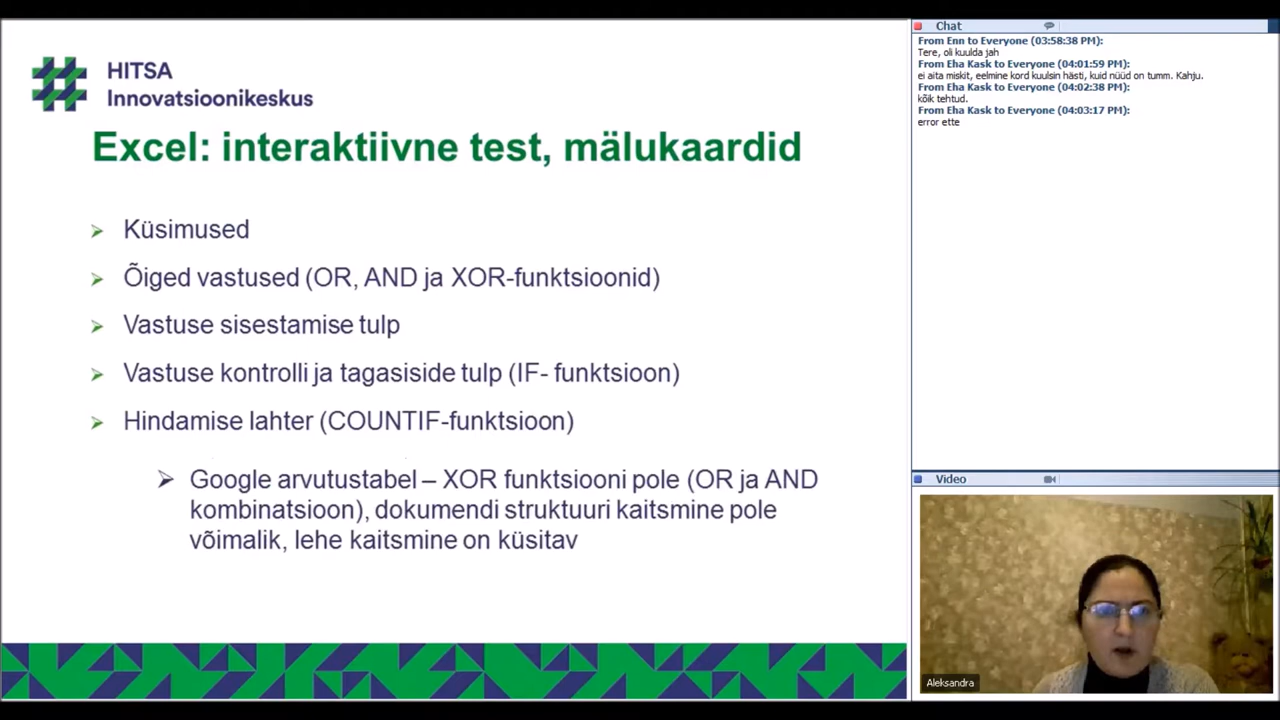 HITSA
Innovatsioonikeskus
Excel: interaktiivne test, mälukaardid
Küsimused
Õiged vastused (OR, AND ja XOR-funktsioonid)
Vastuse sisestamise tulp
Vastuse kontrolli ja tagasiside tulp (IF- funktsioon)
Hindamise lahter (COUNTIF-funktsioon)
Google arvutustabel – XOR funktsiooni pole (OR ja AND
kombinatsioon), dokumendi struktuuri kaitsmine pole
võimalik, lehe kaitsmine on küsitav
Chat
From Enn to Everyone (03:58:38 PM):
Tere, oli kuulda jah
From Eha Kask to Everyone (04:01:59 PM):
ei aita miskit, eelmine kord kuulsin hästi, kuid nüüd on tumm. Kahju.
From Eha Kask to Everyone (04:02:38 PM):
kõik tehtud.
From Eha Kask to Everyone (04:03:17 PM):
error ette
Video
Aleksandra